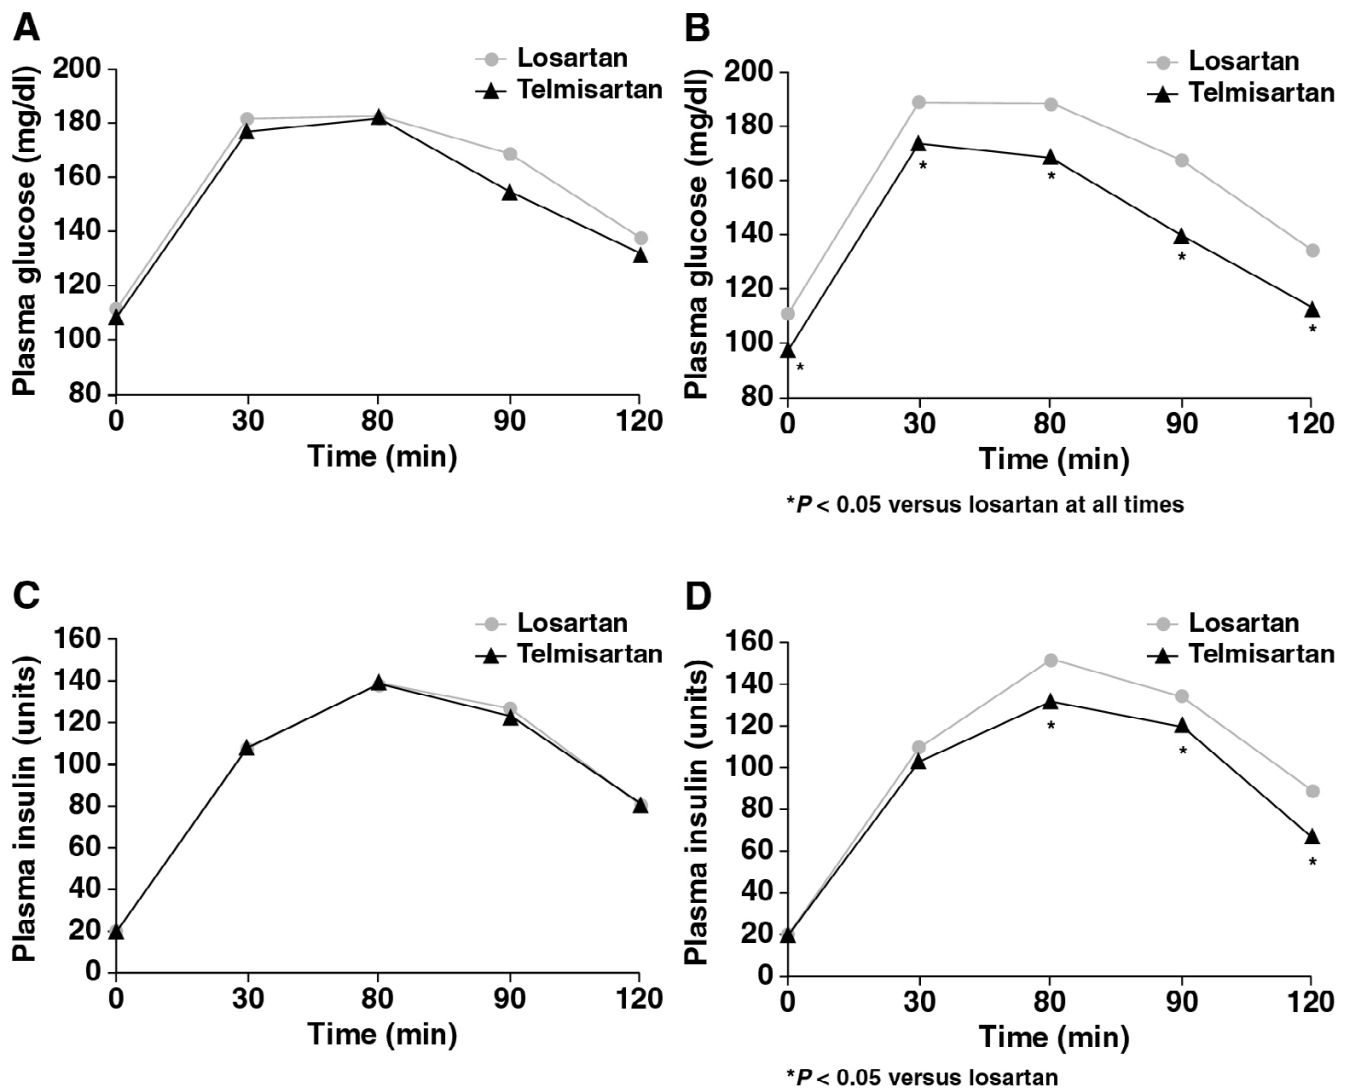 A
Losartan
Telmisartan
Plasma glucose (mg/dl)
200
180
160
140
120
100
80
0 30 80 90 120
Time (min)
B
Losartan
Telmisartan
Plasma glucose (mg/dl)
200
180
160
140
120
100
80
* * * * *
0 30 80 90 120
Time (min)
*P < 0.05 versus losartan at all times
C
Losartan
Telmisartan
Plasma insulin (units)
160
140
120
100
80
60
40
20
0
0 30 80 90 120
Time (min)
D
Losartan
Telmisartan
Plasma insulin (units)
160
140
120
100
80
60
40
20
0
* * *
0 30 80 90 120
Time (min)
*P < 0.05 versus losartan